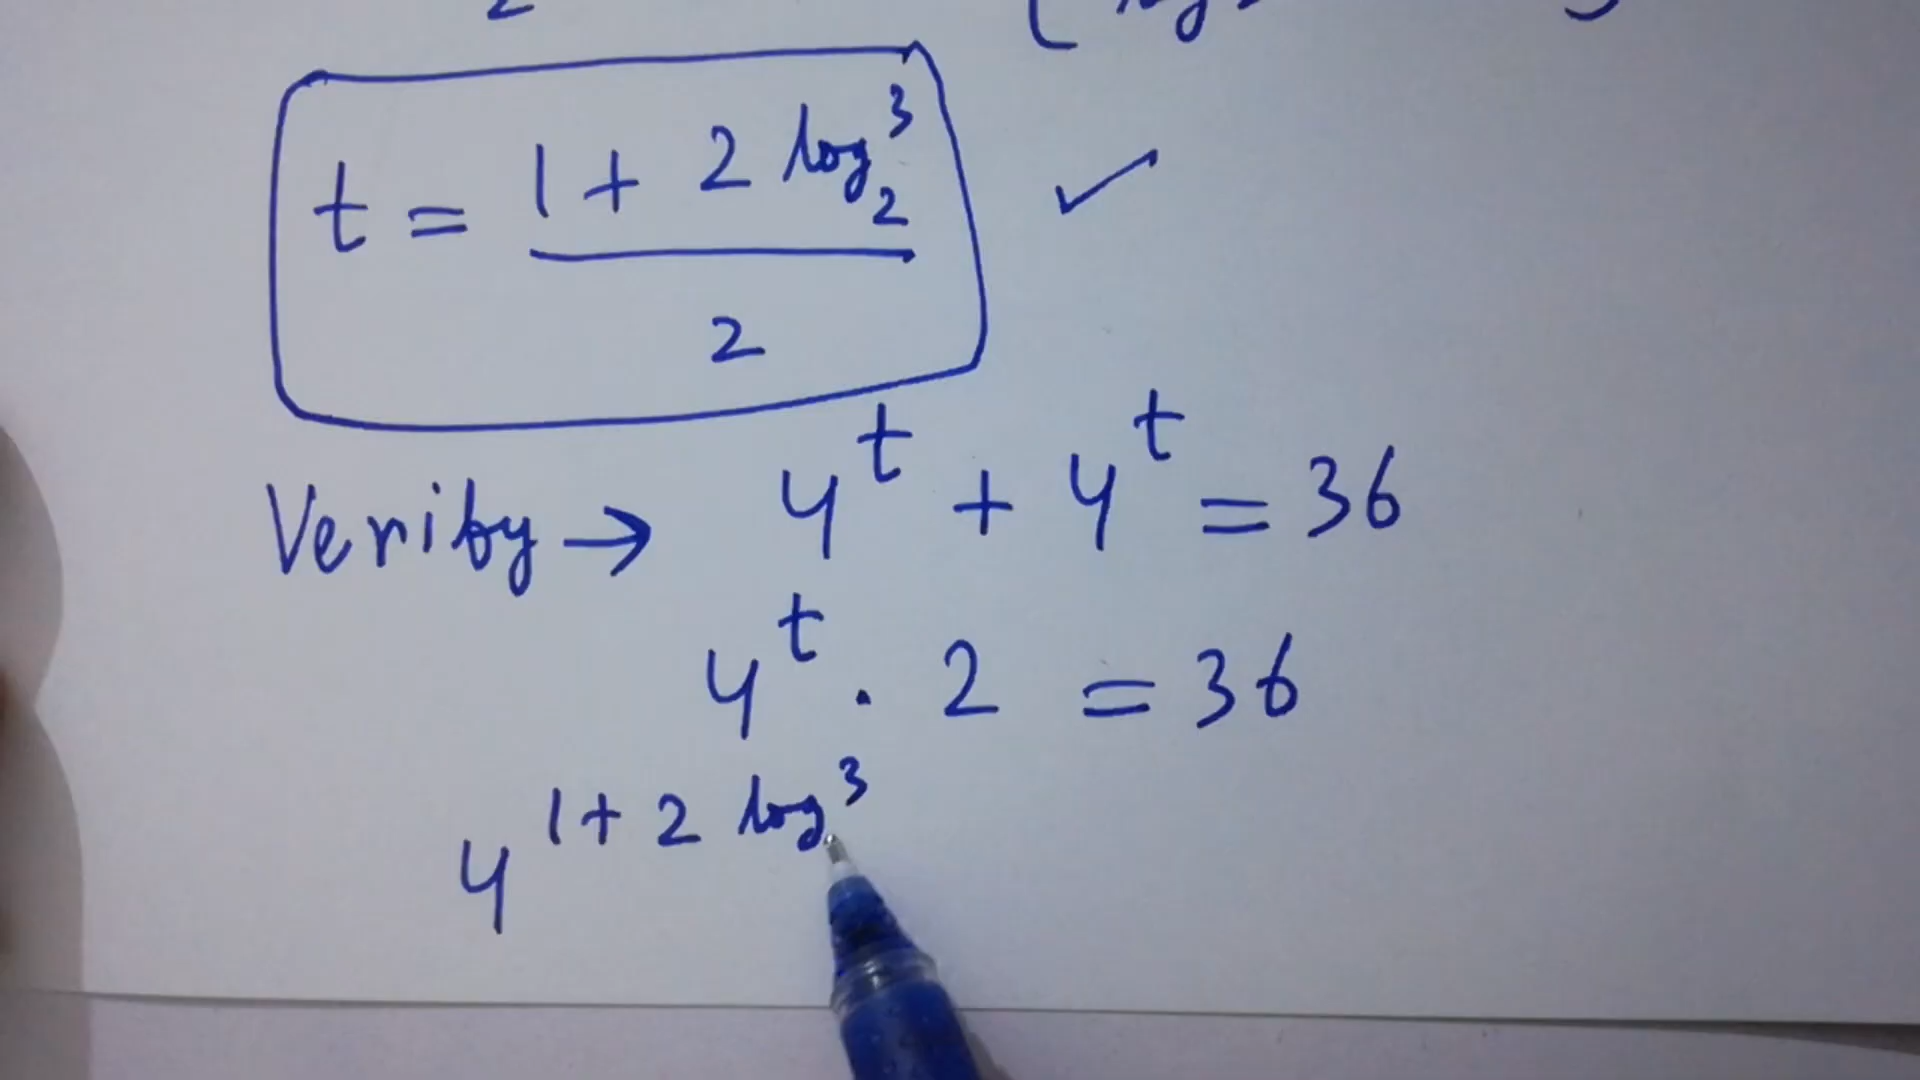 t = 1 + 2 log₂³
2
Verify → 4ᵗ + 4ᵗ = 36
4ᵗ · 2 = 36
4^1 + 2 log³